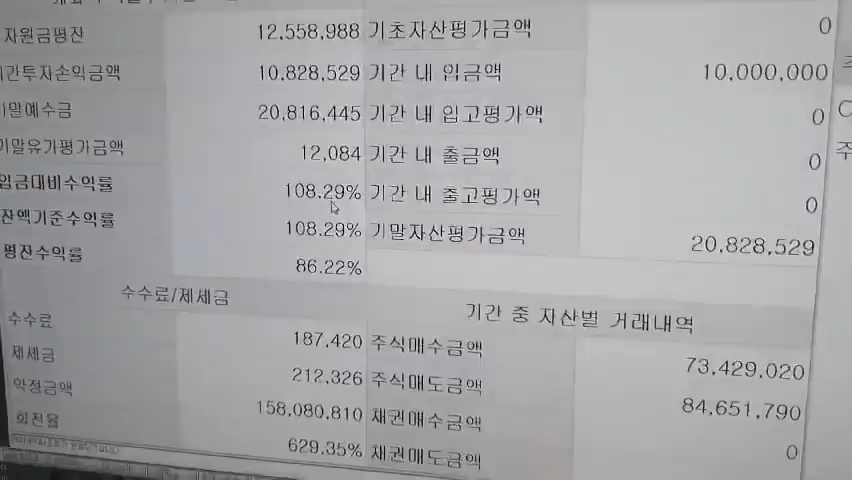 자원금평잔 12,558,988 기초자산평가금액 0
간투자손익금액 10,828,529 기간 내 입금액 10,000,000
말예수금 20,816,445 기간 내 입고평가액 0
기말유가평가금액 12,084 기간 내 출금액 0
입금대비수익률 108.29% 기간 내 출고평가액 0
잔액기준수익률 108.29% 기말자산평가금액 20,828,529
평잔수익률 86.22%
수수료/제세금 기간 중 자산별 거래내역
수수료 187,420 주식매수금액 73,429,020
제세금 212,326 주식매도금액 84,651,790
약정금액 158,080,810 채권매수금액 0
회전율 629.35% 채권매도금액